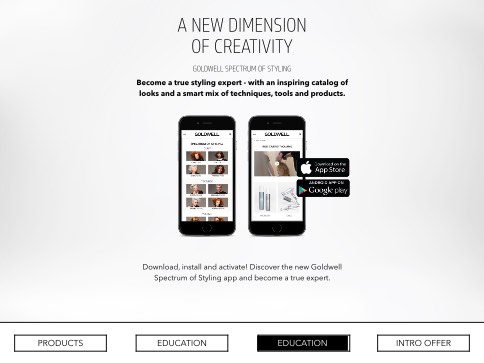 A NEW DIMENSION
OF CREATIVITY
GOLDWELL SPECTRUM OF STYLING
Become a true styling expert - with an inspiring catalog of
looks and a smart mix of techniques, tools and products.
GOLDWELL
GOLDWELL
Download on the
App Store
ANDROID APP ON
Google play
Download, install and activate! Discover the new Goldwell
Spectrum of Styling app and become a true expert.
PRODUCTS
EDUCATION
EDUCATION
INTRO OFFER